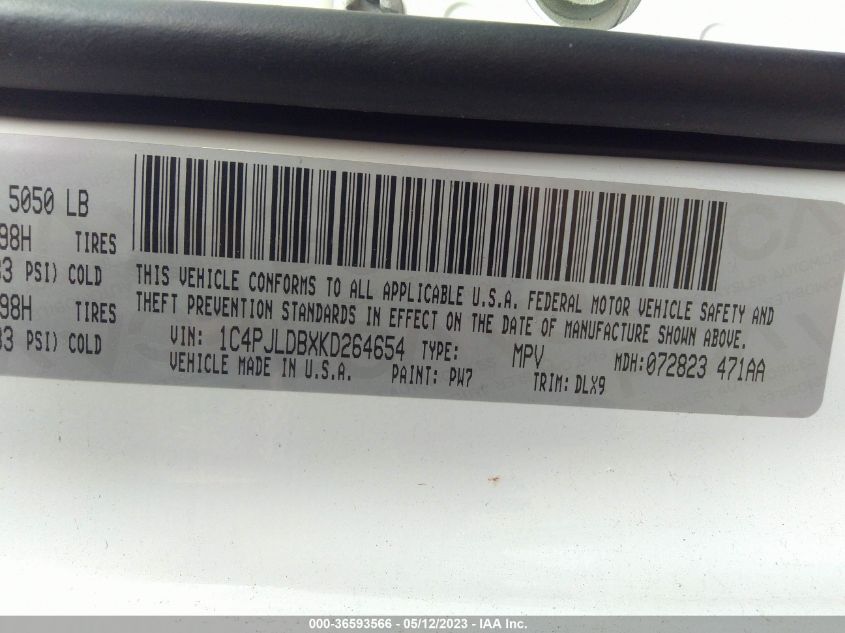 5050 LB
98H TIRES
33 PSI) COLD
98H TIRES
33 PSI) COLD
THIS VEHICLE CONFORMS TO ALL APPLICABLE U.S.A. FEDERAL MOTOR VEHICLE SAFETY AND
THEFT PREVENTION STANDARDS IN EFFECT ON THE DATE OF MANUFACTURE SHOWN ABOVE.
VIN: 1C4PJLDBXKD264654 TYPE: MPV MDH:072823 471AA
VEHICLE MADE IN U.S.A. PAINT: PW7 TRIM: DLX9
000-36593566 - 05/12/2023 - IAA Inc.